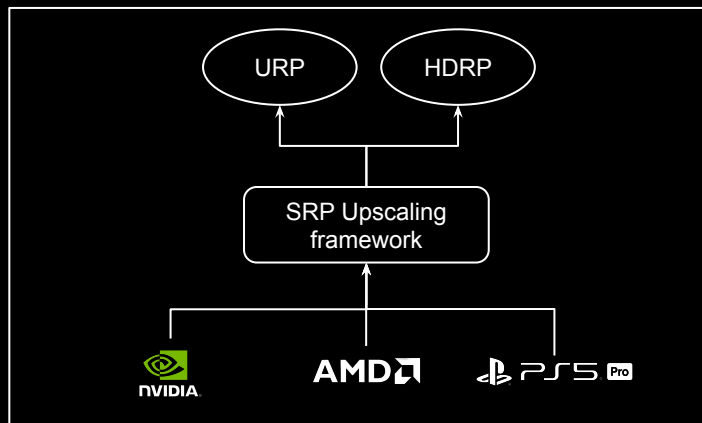 URP
HDRP
SRP Upscaling
framework
NVIDIA
AMD
PS5 Pro